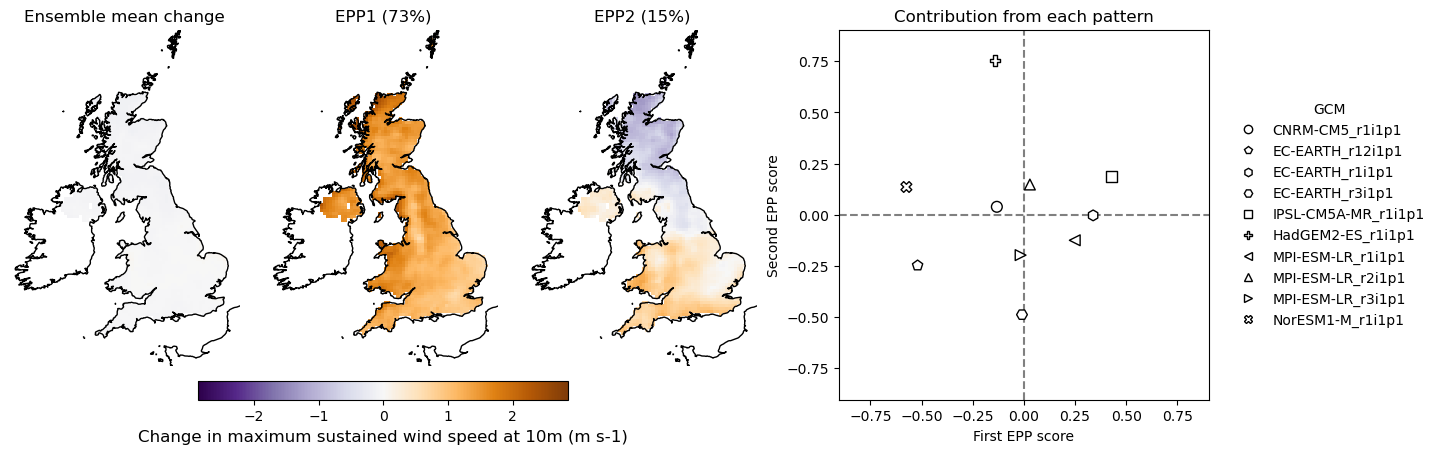 Ensemble mean change
EPP1 (73%)
EPP2 (15%)
Contribution from each pattern
−2 −1 0 1 2
Change in maximum sustained wind speed at 10m (m s-1)
Second EPP score
0.75
0.50
0.25
0.00
−0.25
−0.50
−0.75
−0.75 −0.50 −0.25 0.00 0.25 0.50 0.75
First EPP score
GCM
CNRM-CM5_r1i1p1
EC-EARTH_r12i1p1
EC-EARTH_r1i1p1
EC-EARTH_r3i1p1
IPSL-CM5A-MR_r1i1p1
HadGEM2-ES_r1i1p1
MPI-ESM-LR_r1i1p1
MPI-ESM-LR_r2i1p1
MPI-ESM-LR_r3i1p1
NorESM1-M_r1i1p1